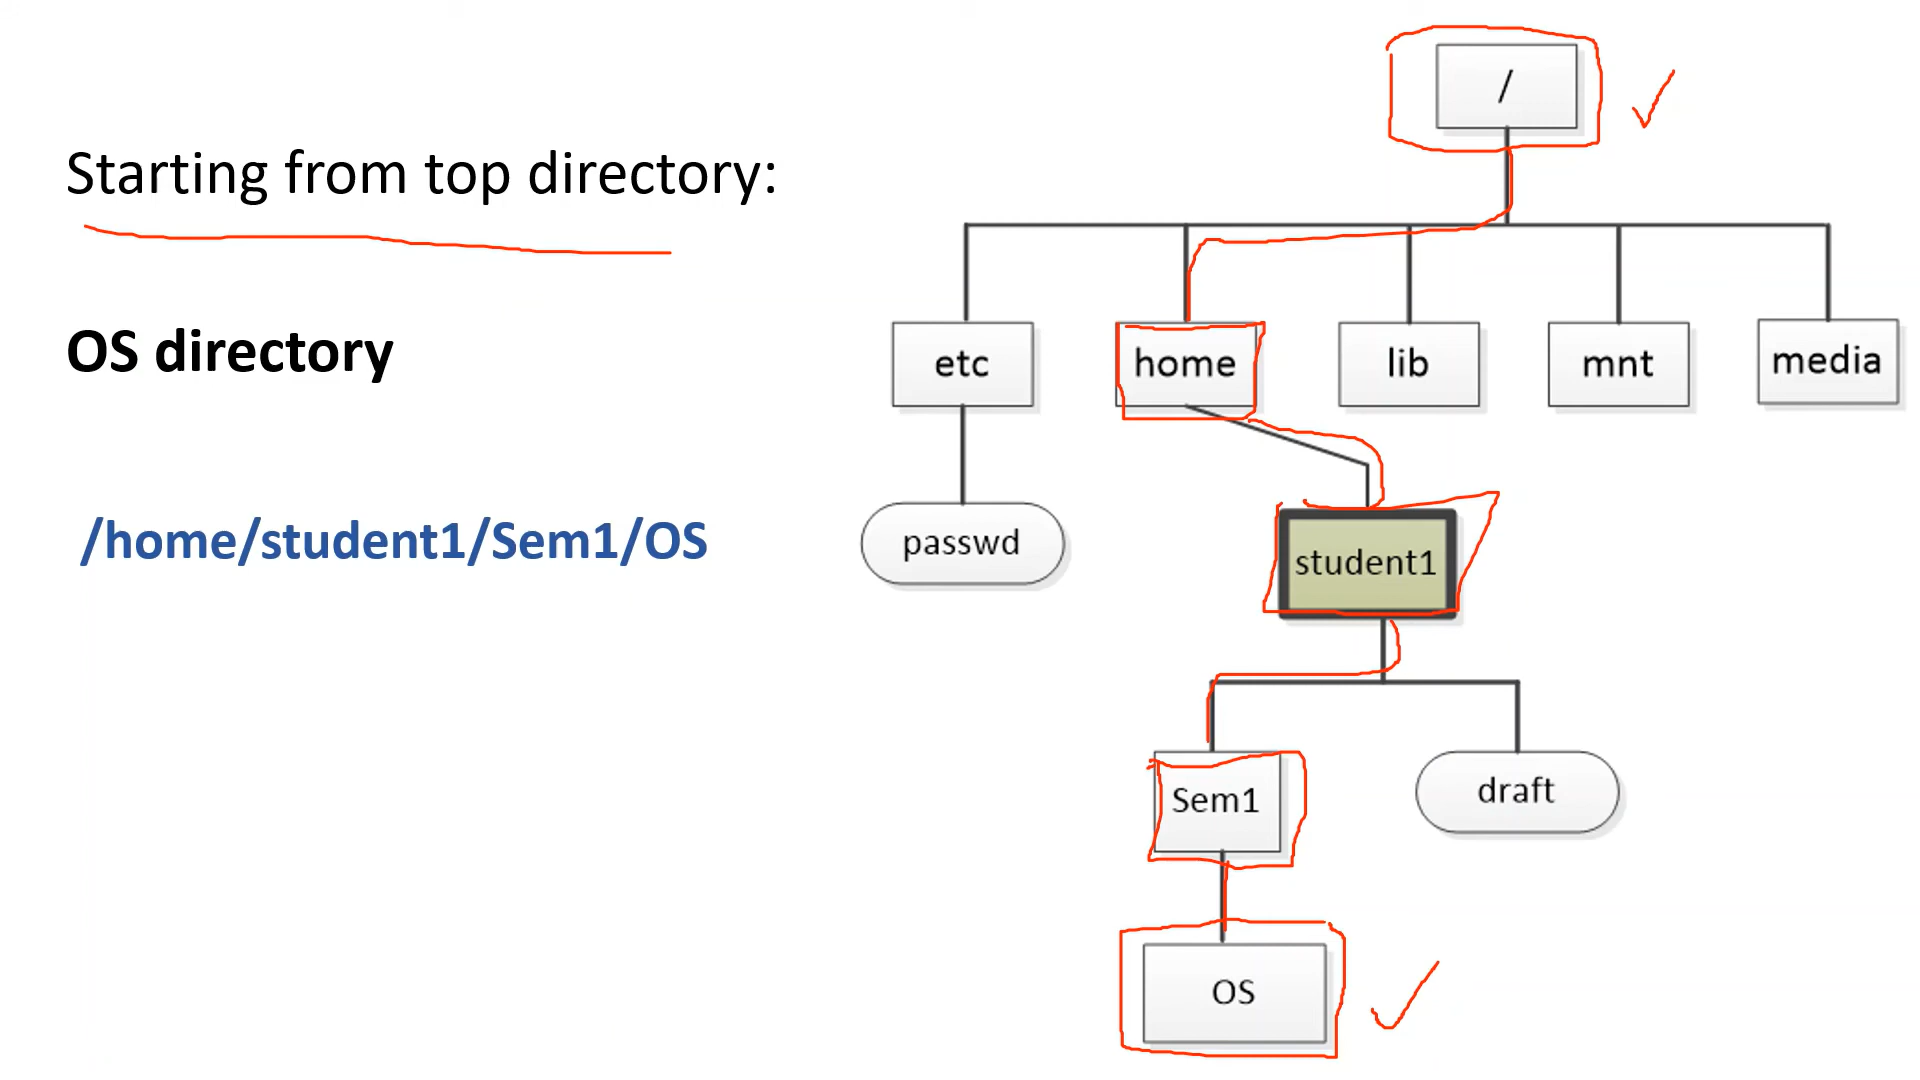 Starting from top directory:
OS directory
/home/student1/Sem1/OS
/
etc
home
lib
mnt
media
passwd
student1
Sem1
draft
OS